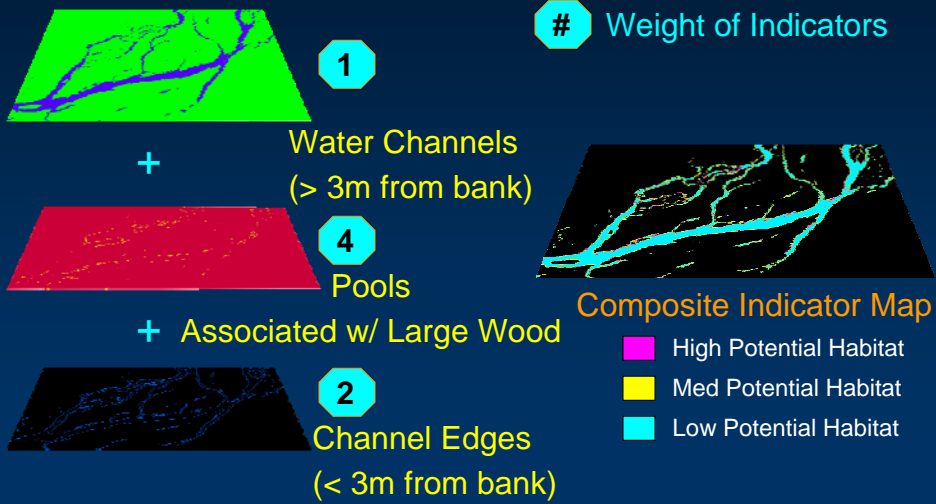 # Weight of Indicators
1
Water Channels
(> 3m from bank)
+
4
Pools
+ Associated w/ Large Wood
2
Channel Edges
(< 3m from bank)
Composite Indicator Map
High Potential Habitat
Med Potential Habitat
Low Potential Habitat